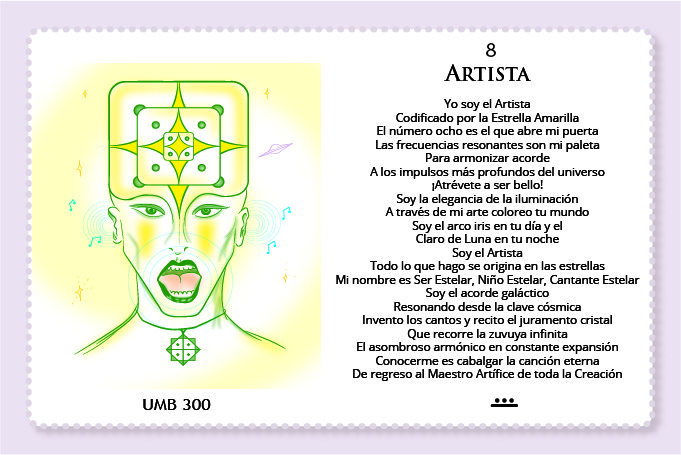 8
ARTISTA
Yo soy el Artista
Codificado por la Estrella Amarilla
El número ocho es el que abre mi puerta
Las frecuencias resonantes son mi paleta
Para armonizar acorde
A los impulsos más profundos del universo
¡Atrévete a ser bello!
Soy la elegancia de la iluminación
A través de mi arte coloreo tu mundo
Soy el arco iris en tu día y el
Claro de Luna en tu noche
Soy el Artista
Todo lo que hago se origina en las estrellas
Mi nombre es Ser Estelar, Niño Estelar, Cantante Estelar
Soy el acorde galáctico
Resonando desde la clave cósmica
Invento los cantos y recito el juramento cristal
Que recorre la zuvuya infinita
El asombroso armónico en constante expansión
Conocerme es cabalgar la canción eterna
De regreso al Maestro Artífice de toda la Creación
UMB 300